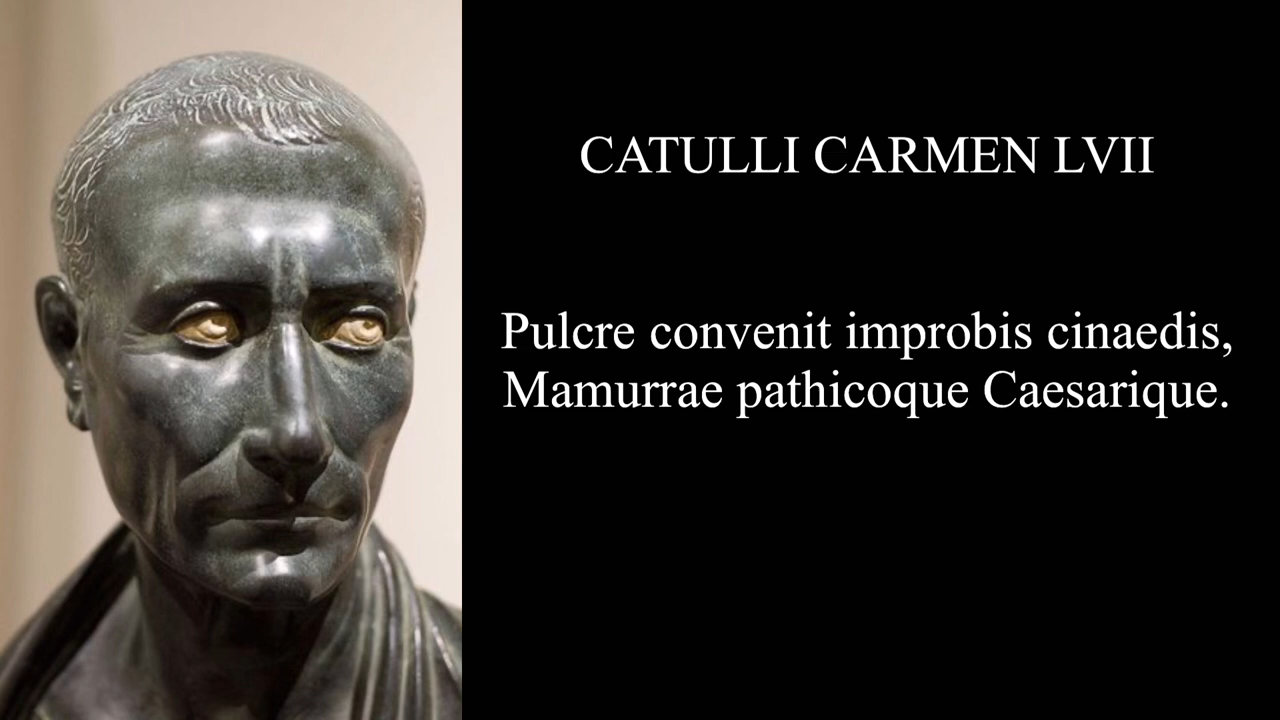 CATULLI CARMEN LVII
Pulcre convenit improbis cinaedis,
Mamurrae pathicoque Caesarique.